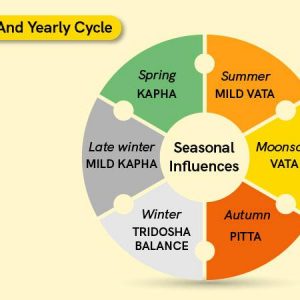 And Yearly Cycle
Spring
KAPHA
Summer
MILD VATA
Late winter
MILD KAPHA
Seasonal
Influences
Moonso
VATA
Winter
TRIDOSHA
BALANCE
Autumn
PITTA